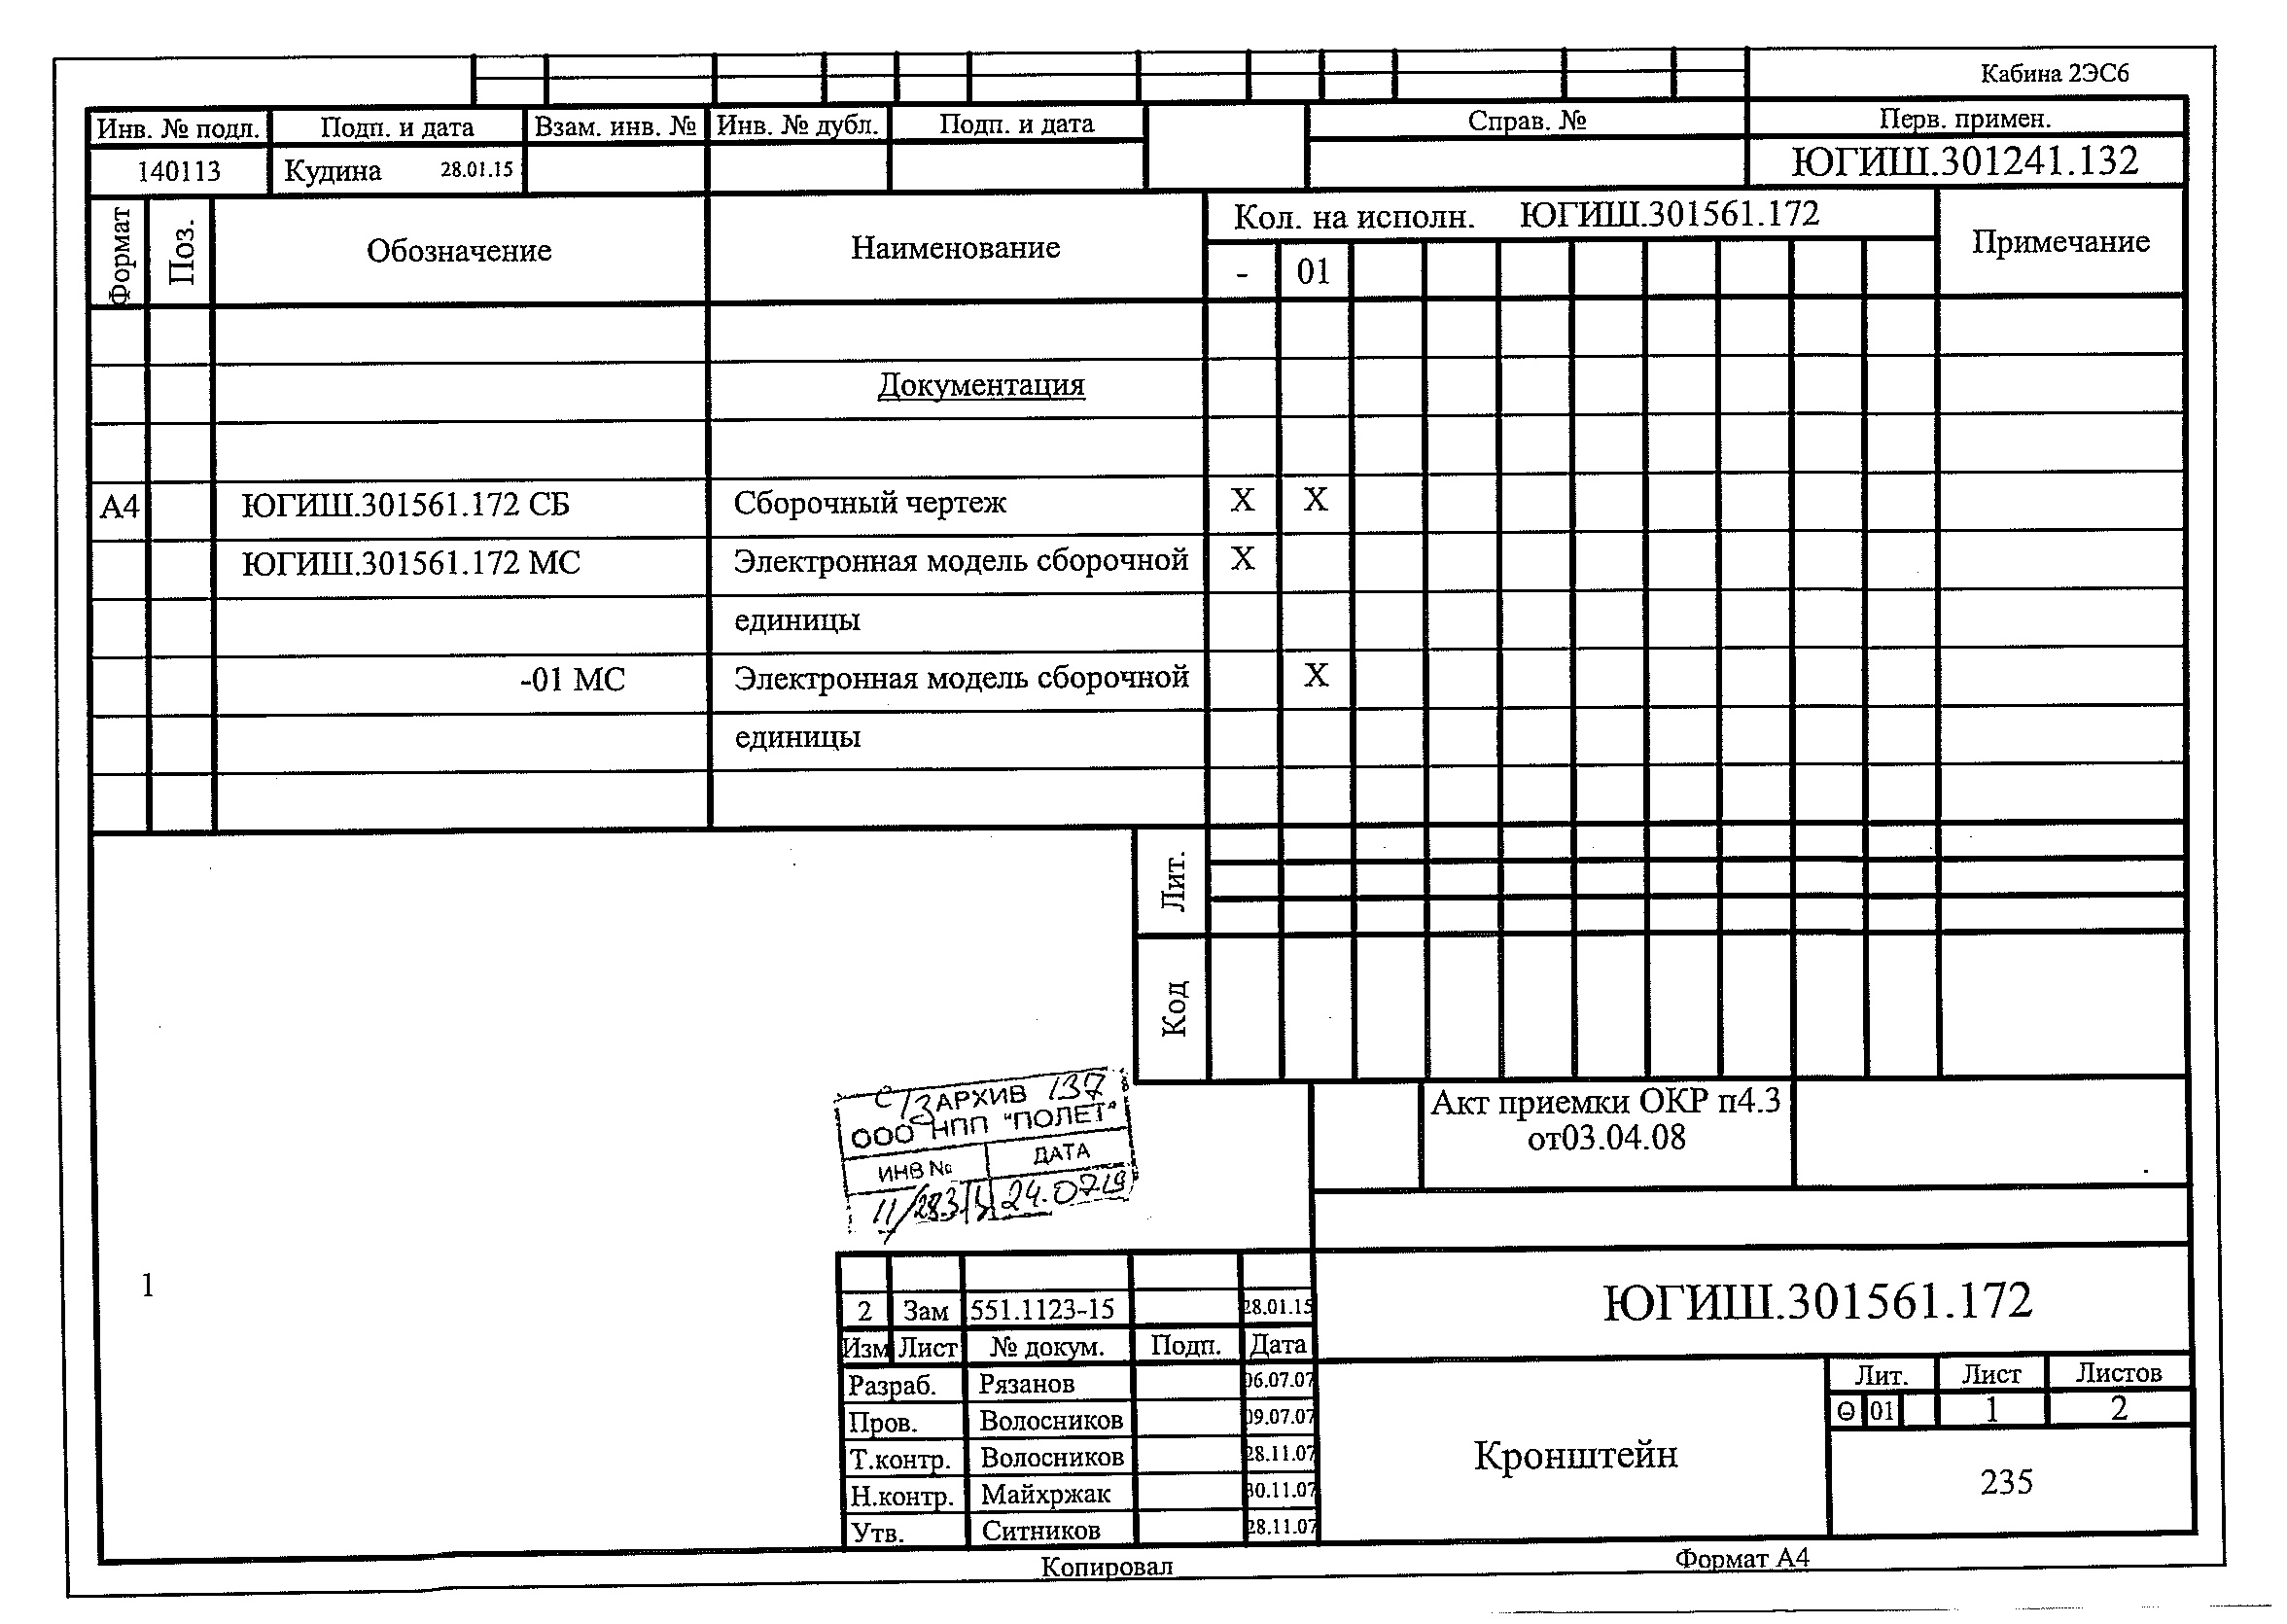 Кабина 2ЭС6
Инв. № подл. Подп. и дата Взам. инв. № Инв. № дубл. Подп. и дата Справ. № Перв. примен.
140113 Кудина 28.01.15 ЮГИШ.301241.132
Формат Поз. Обозначение Наименование Кол. на исполн. ЮГИШ.301561.172 Примечание
- 01
Документация
А4 ЮГИШ.301561.172 СБ Сборочный чертеж Х Х
ЮГИШ.301561.172 МС Электронная модель сборочной Х
единицы
-01 МС Электронная модель сборочной Х
единицы
Лит.
Код
АРХИВ 137
ООО НПП "ПОЛЕТ"
ИНВ № ДАТА
24.07.19
Акт приемки ОКР п4.3
от03.04.08
1
2 Зам 551.1123-15 28.01.15
Изм Лист № докум. Подп. Дата
ЮГИШ.301561.172
Разраб. Рязанов 06.07.07
Пров. Волосников 09.07.07
Т.контр. Волосников 28.11.07
Н.контр. Майхржак 30.11.07
Утв. Ситников 28.11.07
Кронштейн
Лит. Лист Листов
01 1 2
235
Копировал Формат А4